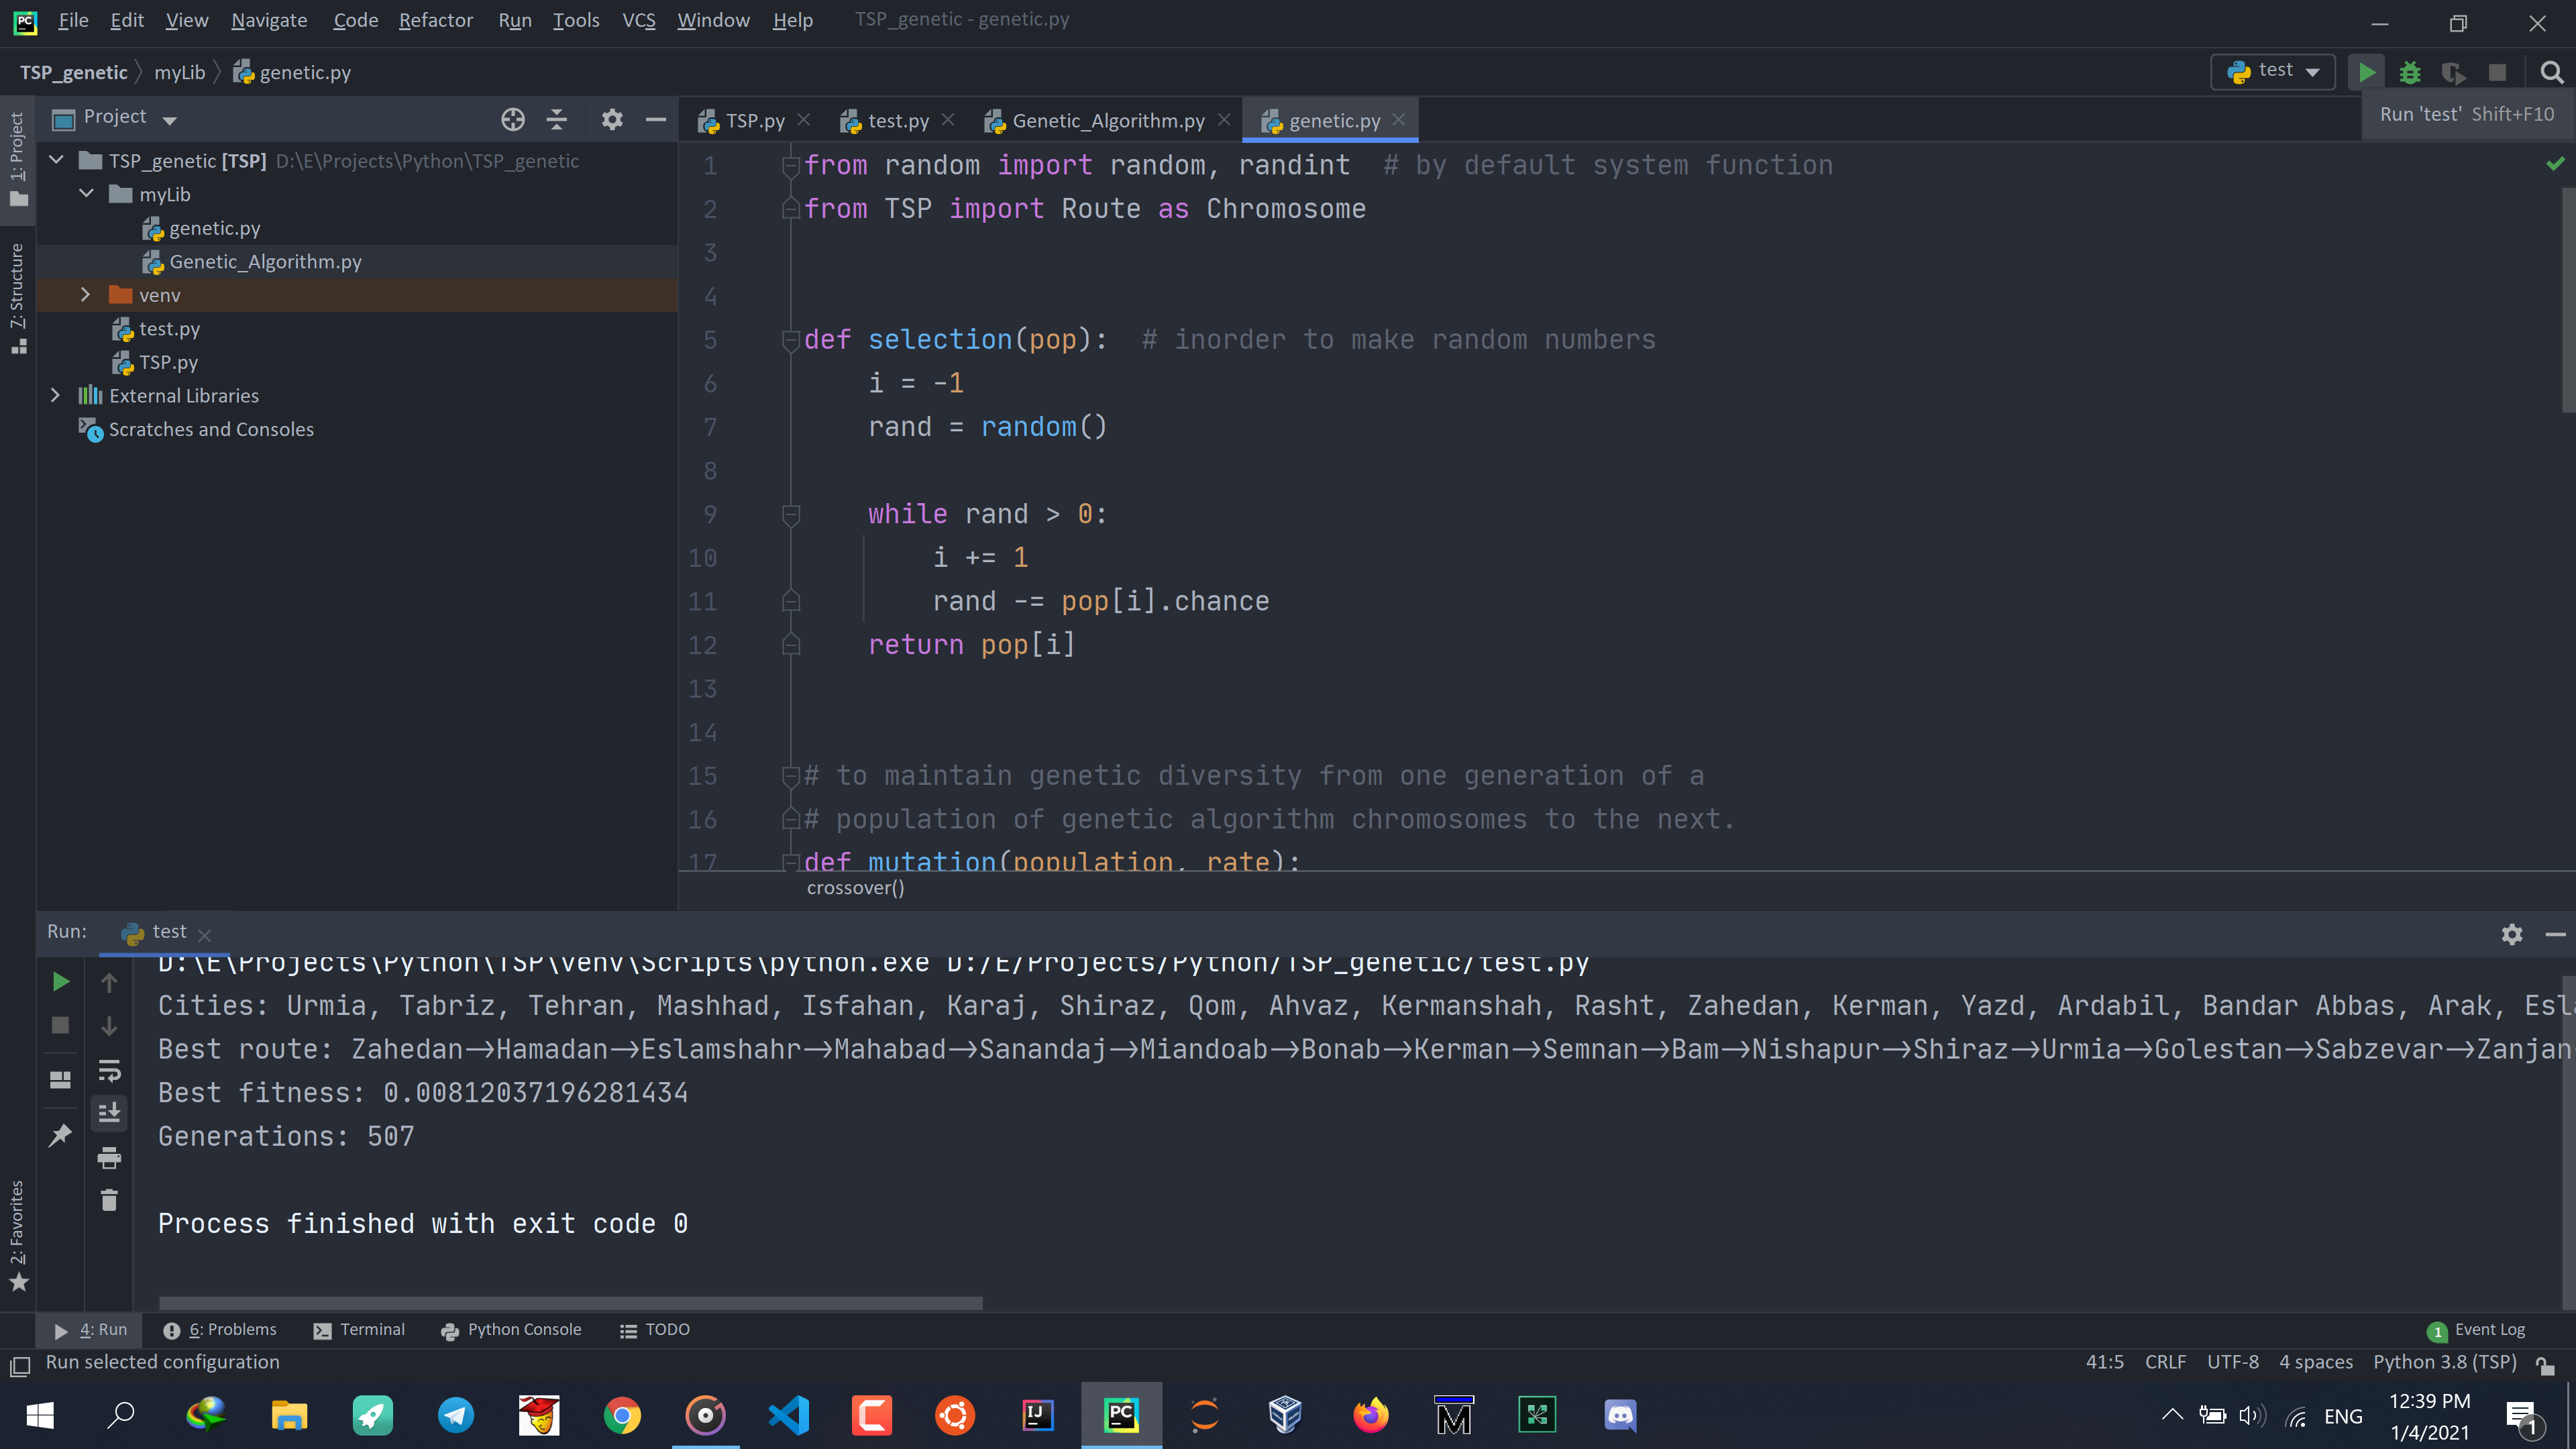 File Edit View Navigate Code Refactor Run Tools VCS Window Help TSP_genetic - genetic.py
TSP_genetic myLib genetic.py test
Run 'test' Shift+F10
1: Project
7: Structure
2: Favorites
Project
TSP_genetic [TSP] D:\E\Projects\Python\TSP_genetic
myLib
genetic.py
Genetic_Algorithm.py
venv
test.py
TSP.py
External Libraries
Scratches and Consoles
TSP.py test.py Genetic_Algorithm.py genetic.py
1 from random import random, randint # by default system function
2 from TSP import Route as Chromosome
3
4
5 def selection(pop): # inorder to make random numbers
6 i = -1
7 rand = random()
8
9 while rand > 0:
10 i += 1
11 rand -= pop[i].chance
12 return pop[i]
13
14
15 # to maintain genetic diversity from one generation of a
16 # population of genetic algorithm chromosomes to the next.
17 def mutation(population, rate):
crossover()
Run: test
D:\E\Projects\Python\TSP\venv\Scripts\python.exe D:/E/Projects/Python/TSP_genetic/test.py
Cities: Urmia, Tabriz, Tehran, Mashhad, Isfahan, Karaj, Shiraz, Qom, Ahvaz, Kermanshah, Rasht, Zahedan, Kerman, Yazd, Ardabil, Bandar Abbas, Arak, Esl
Best route: Zahedan→Hamadan→Eslamshahr→Mahabad→Sanandaj→Miandoab→Bonab→Kerman→Semnan→Bam→Nishapur→Shiraz→Urmia→Golestan→Sabzevar→Zanjan
Best fitness: 0.00812037196281434
Generations: 507
Process finished with exit code 0
4: Run 6: Problems Terminal Python Console TODO 1 Event Log
Run selected configuration 41:5 CRLF UTF-8 4 spaces Python 3.8 (TSP)
ENG 12:39 PM
1/4/2021 1